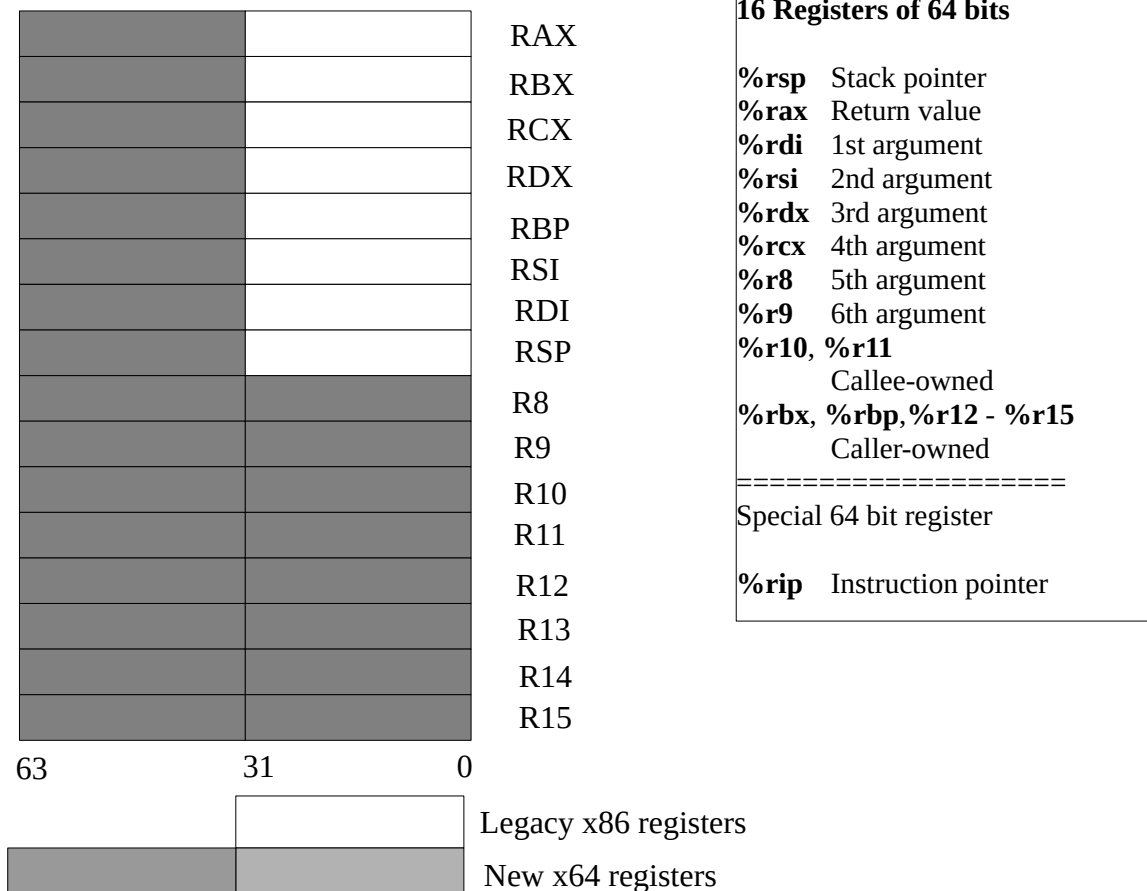 RAX
RBX
RCX
RDX
RBP
RSI
RDI
RSP
R8
R9
R10
R11
R12
R13
R14
R15
63 31 0
Legacy x86 registers
New x64 registers
16 Registers of 64 bits
%rsp Stack pointer
%rax Return value
%rdi 1st argument
%rsi 2nd argument
%rdx 3rd argument
%rcx 4th argument
%r8 5th argument
%r9 6th argument
%r10, %r11
Callee-owned
%rbx, %rbp,%r12 - %r15
Caller-owned
====================
Special 64 bit register
%rip Instruction pointer